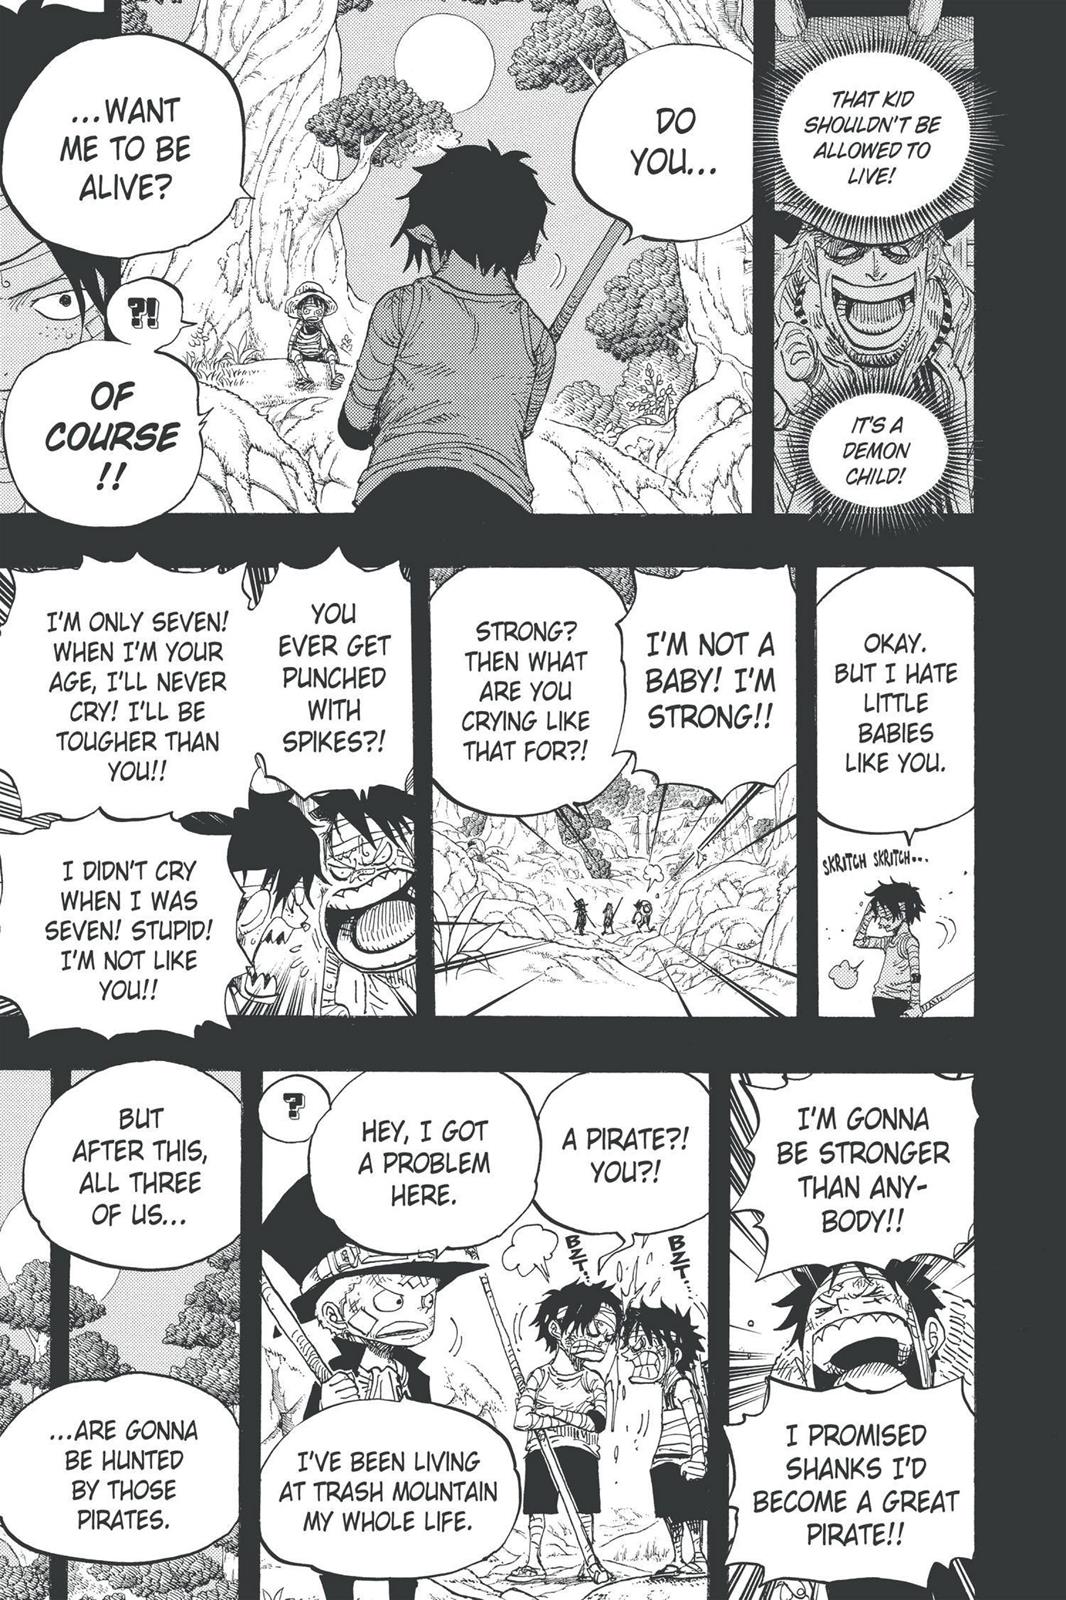 THAT KID
SHOULDN'T BE
ALLOWED TO
LIVE!
IT'S A
DEMON
CHILD!
DO
YOU...
...WANT
ME TO BE
ALIVE?
?!
OF
COURSE
!!
OKAY.
BUT I HATE
LITTLE
BABIES
LIKE YOU.
SKRITCH SKRITCH...
I'M NOT A
BABY! I'M
STRONG!!
STRONG?
THEN WHAT
ARE YOU
CRYING LIKE
THAT FOR?!
YOU
EVER GET
PUNCHED
WITH
SPIKES?!
I'M ONLY SEVEN!
WHEN I'M YOUR
AGE, I'LL NEVER
CRY! I'LL BE
TOUGHER THAN
YOU!!
I DIDN'T CRY
WHEN I WAS
SEVEN! STUPID!
I'M NOT LIKE
YOU!!
I'M GONNA
BE STRONGER
THAN ANY-
BODY!!
I PROMISED
SHANKS I'D
BECOME A GREAT
PIRATE!!
A PIRATE?!
YOU?!
BZT...
BZT...
HEY, I GOT
A PROBLEM
HERE.
?
I'VE BEEN LIVING
AT TRASH MOUNTAIN
MY WHOLE LIFE.
BUT
AFTER THIS,
ALL THREE
OF US...
...ARE GONNA
BE HUNTED
BY THOSE
PIRATES.